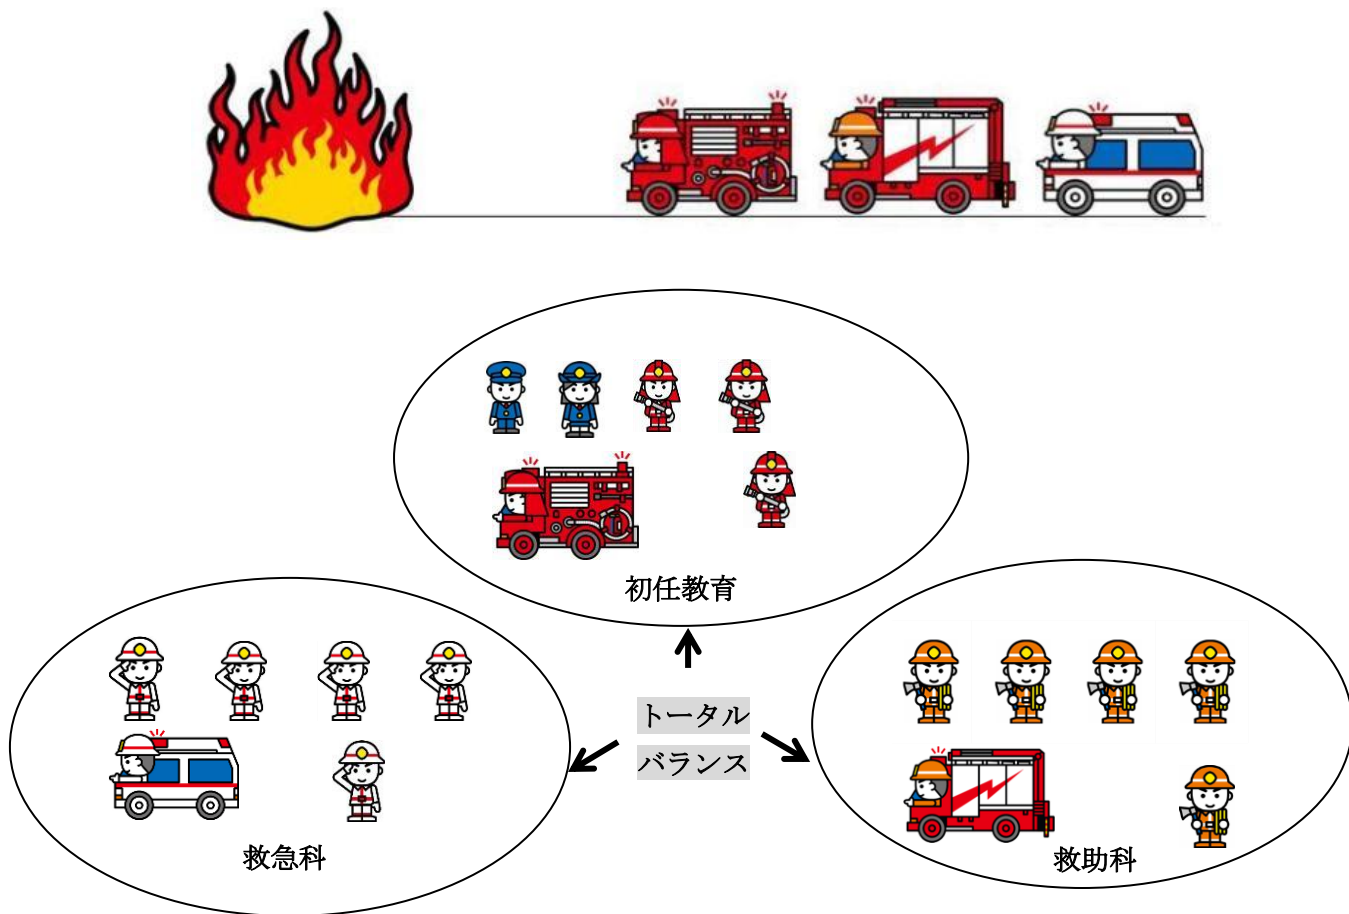 初任教育
トータル
バランス
救急科
救助科